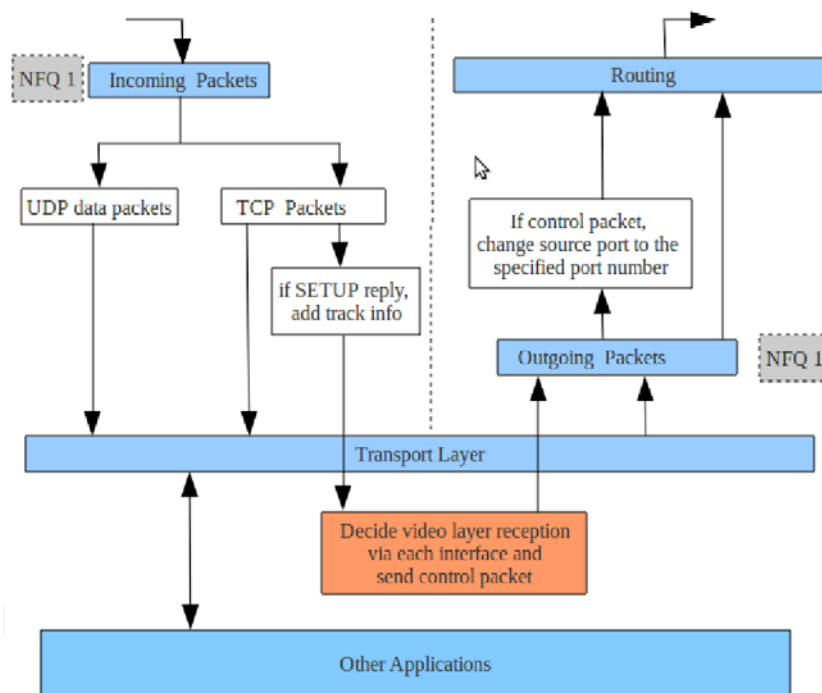 NFQ 1
Incoming Packets
Routing
UDP data packets
TCP Packets
If control packet,
change source port to the
specified port number
if SETUP reply,
add track info
Outgoing Packets
NFQ 1
Transport Layer
Decide video layer reception
via each interface and
send control packet
Other Applications